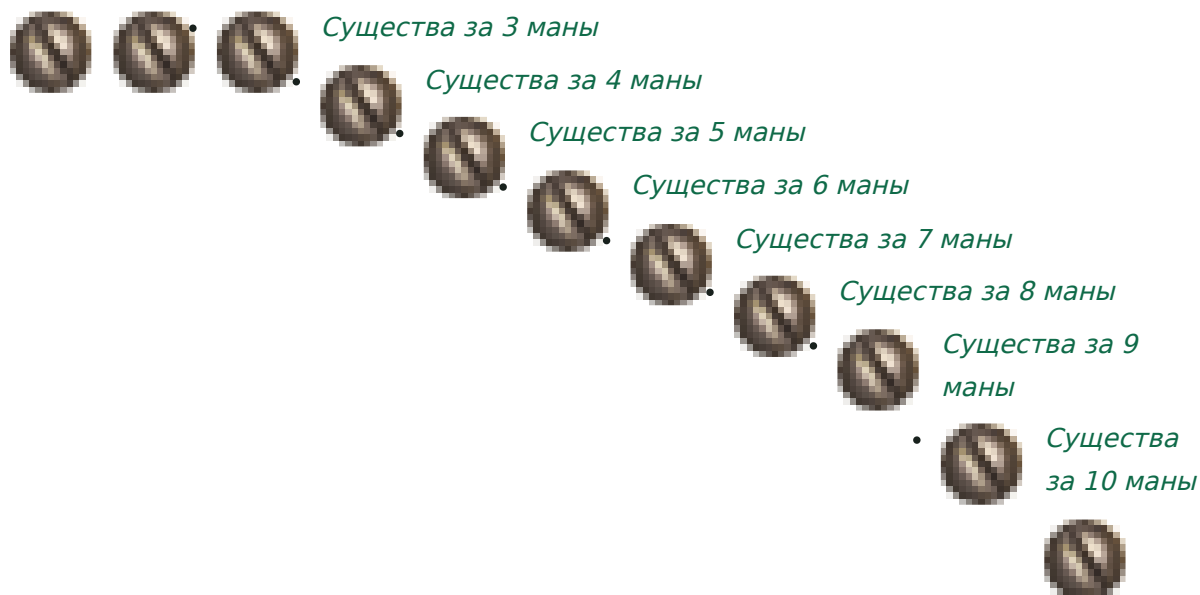 Существа за 3 маны
Существа за 4 маны
Существа за 5 маны
Существа за 6 маны
Существа за 7 маны
Существа за 8 маны
Существа за 9
маны
Существа
за 10 маны